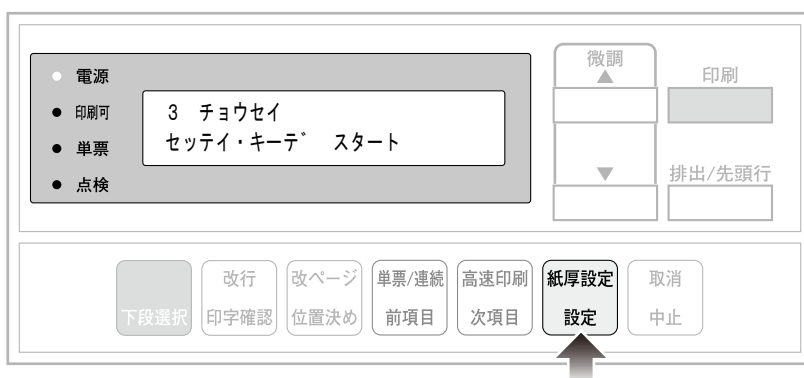 電源
印刷可
単票
点検
3 チョウセイ
セッテイ・キーデ゛ スタート
微調
▲
▼
印刷
排出/先頭行
下段選択
改行
印字確認
改ページ
位置決め
単票/連続
前項目
高速印刷
次項目
紙厚設定
設定
取消
中止